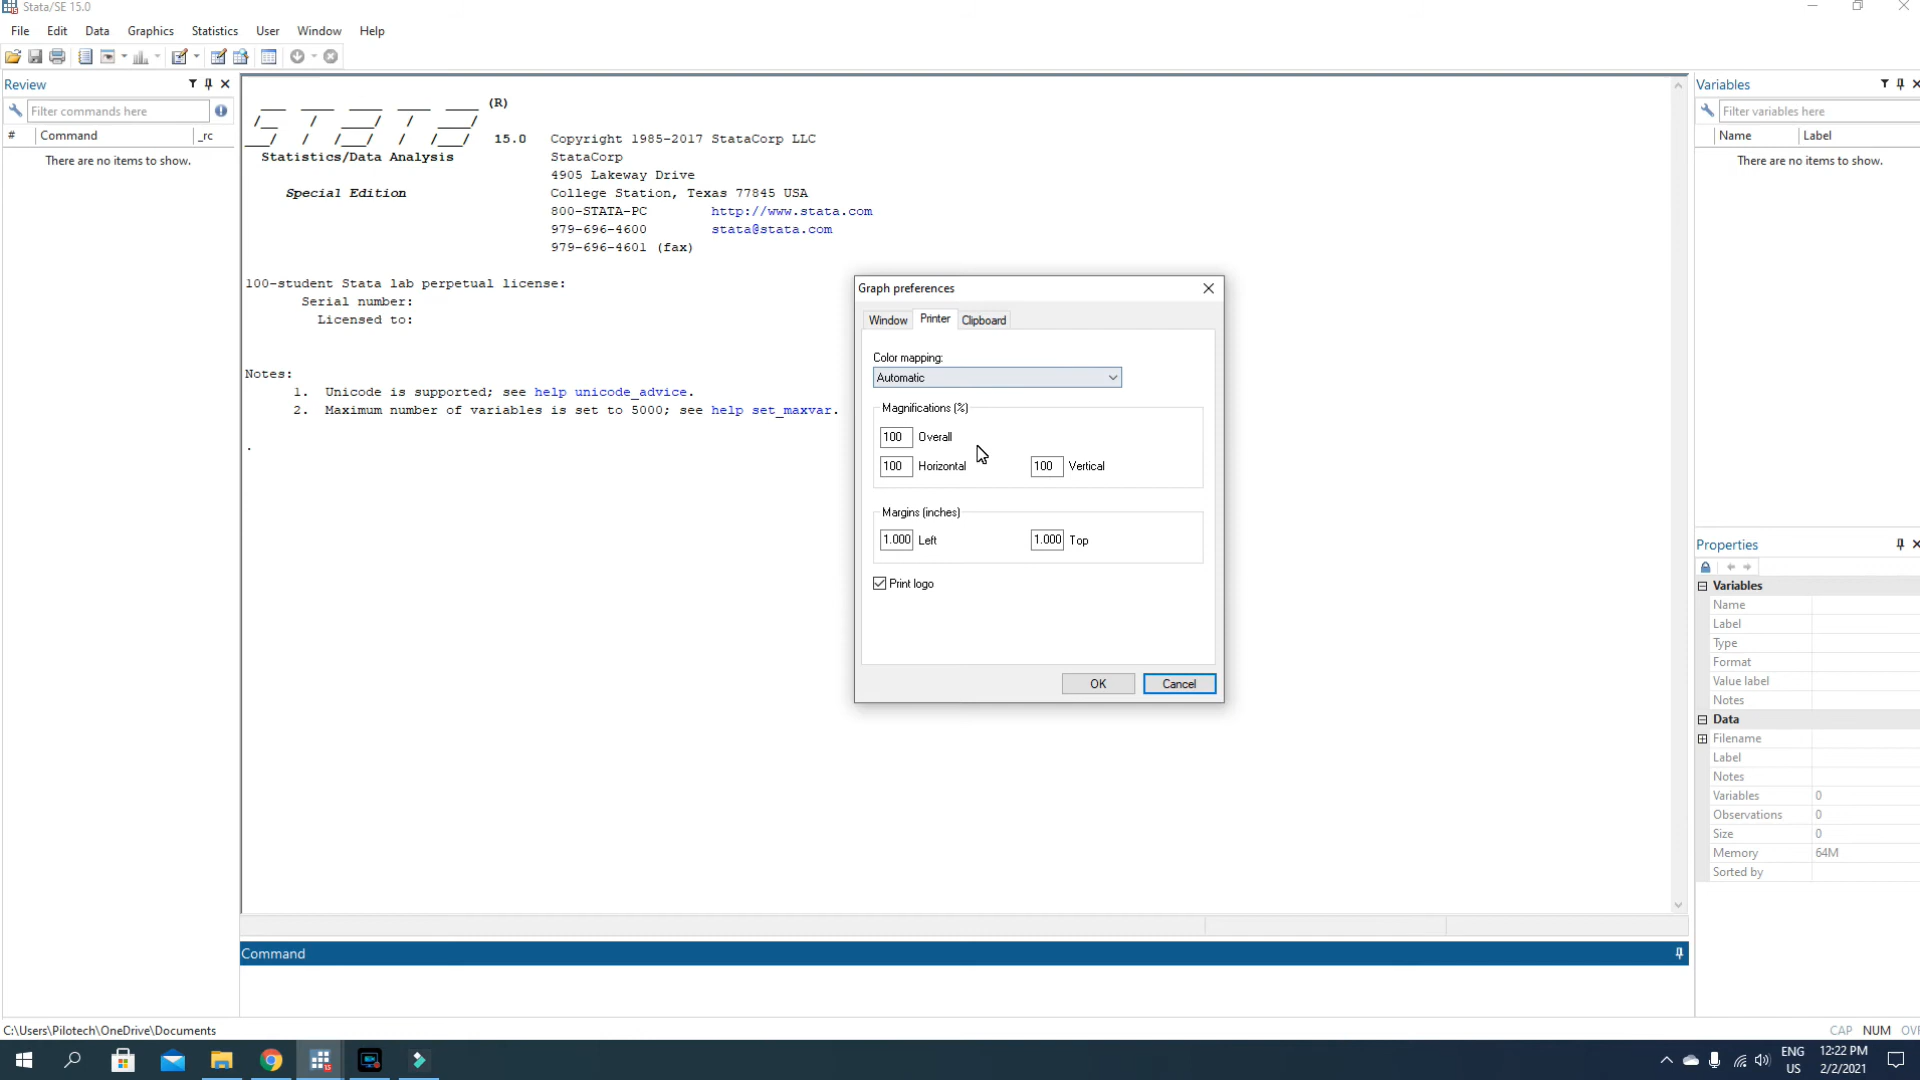 Stata/SE 15.0
File Edit Data Graphics Statistics User Window Help
Review
Filter commands here
# Command _rc
There are no items to show.
(R)
15.0 Copyright 1985-2017 StataCorp LLC
Statistics/Data Analysis StataCorp
4905 Lakeway Drive
Special Edition College Station, Texas 77845 USA
800-STATA-PC http://www.stata.com
979-696-4600 stata@stata.com
979-696-4601 (fax)
100-student Stata lab perpetual license:
Serial number:
Licensed to:
Notes:
1. Unicode is supported; see help unicode_advice.
2. Maximum number of variables is set to 5000; see help set_maxvar.
.
Graph preferences
Window Printer Clipboard
Color mapping:
Automatic
Magnifications (%)
100 Overall
100 Horizontal 100 Vertical
Margins (inches)
1.000 Left 1.000 Top
Print logo
OK Cancel
Variables
Filter variables here
Name Label
There are no items to show.
Properties
Variables
Name
Label
Type
Format
Value label
Notes
Data
Filename
Label
Notes
Variables 0
Observations 0
Size 0
Memory 64M
Sorted by
Command
C:\Users\Pilotech\OneDrive\Documents
CAP NUM OVR
ENG
US
12:22 PM
2/2/2021